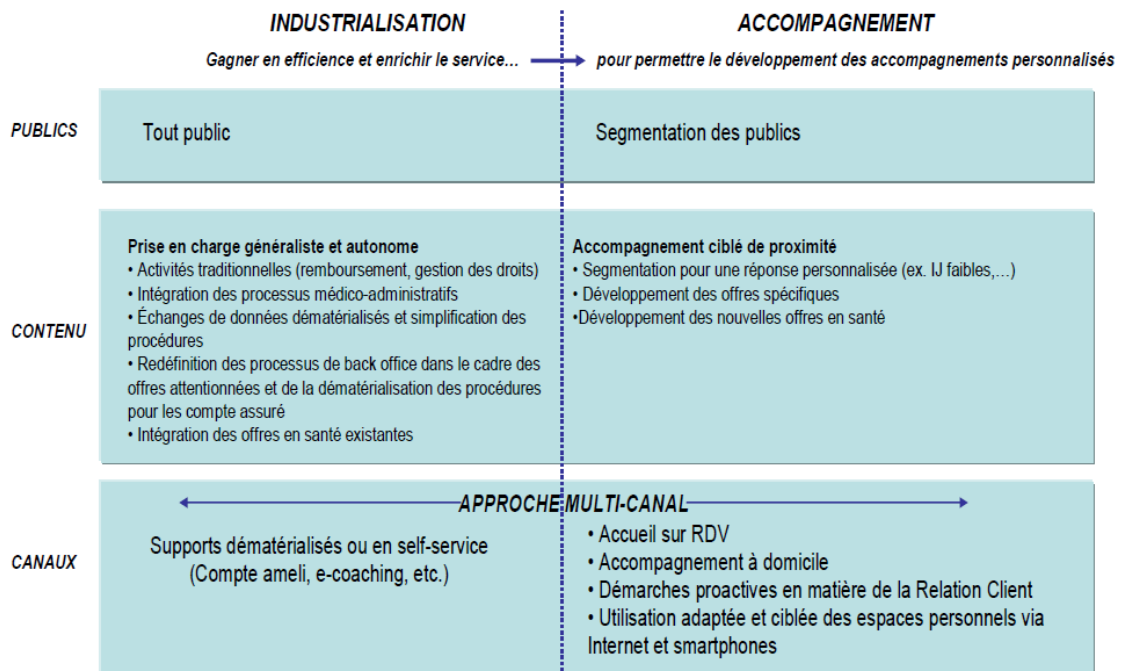 INDUSTRIALISATION
ACCOMPAGNEMENT
Gagner en efficience et enrichir le service…
pour permettre le développement des accompagnements personnalisés
PUBLICS
Tout public
Segmentation des publics
CONTENU
Prise en charge généraliste et autonome
• Activités traditionnelles (remboursement, gestion des droits)
• Intégration des processus médico-administratifs
• Échanges de données dématérialisés et simplification des
procédures
• Redéfinition des processus de back office dans le cadre des
offres attentionnées et de la dématérialisation des procédures
pour les compte assuré
• Intégration des offres en santé existantes
Accompagnement ciblé de proximité
• Segmentation pour une réponse personnalisée (ex. IJ faibles,…)
• Développement des offres spécifiques
•Développement des nouvelles offres en santé
APPROCHE MULTI-CANAL
CANAUX
Supports dématérialisés ou en self-service
(Compte ameli, e-coaching, etc.)
• Accueil sur RDV
• Accompagnement à domicile
• Démarches proactives en matière de la Relation Client
• Utilisation adaptée et ciblée des espaces personnels via
Internet et smartphones